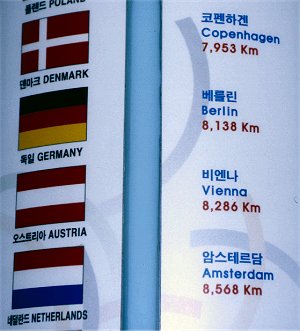 폴란드 POLAND
덴마크 DENMARK
독일 GERMANY
오스트리아 AUSTRIA
네덜란드 NETHERLANDS
코펜하겐
Copenhagen
7,953 Km
베를린
Berlin
8,138 Km
비엔나
Vienna
8,286 Km
암스테르담
Amsterdam
8,568 Km